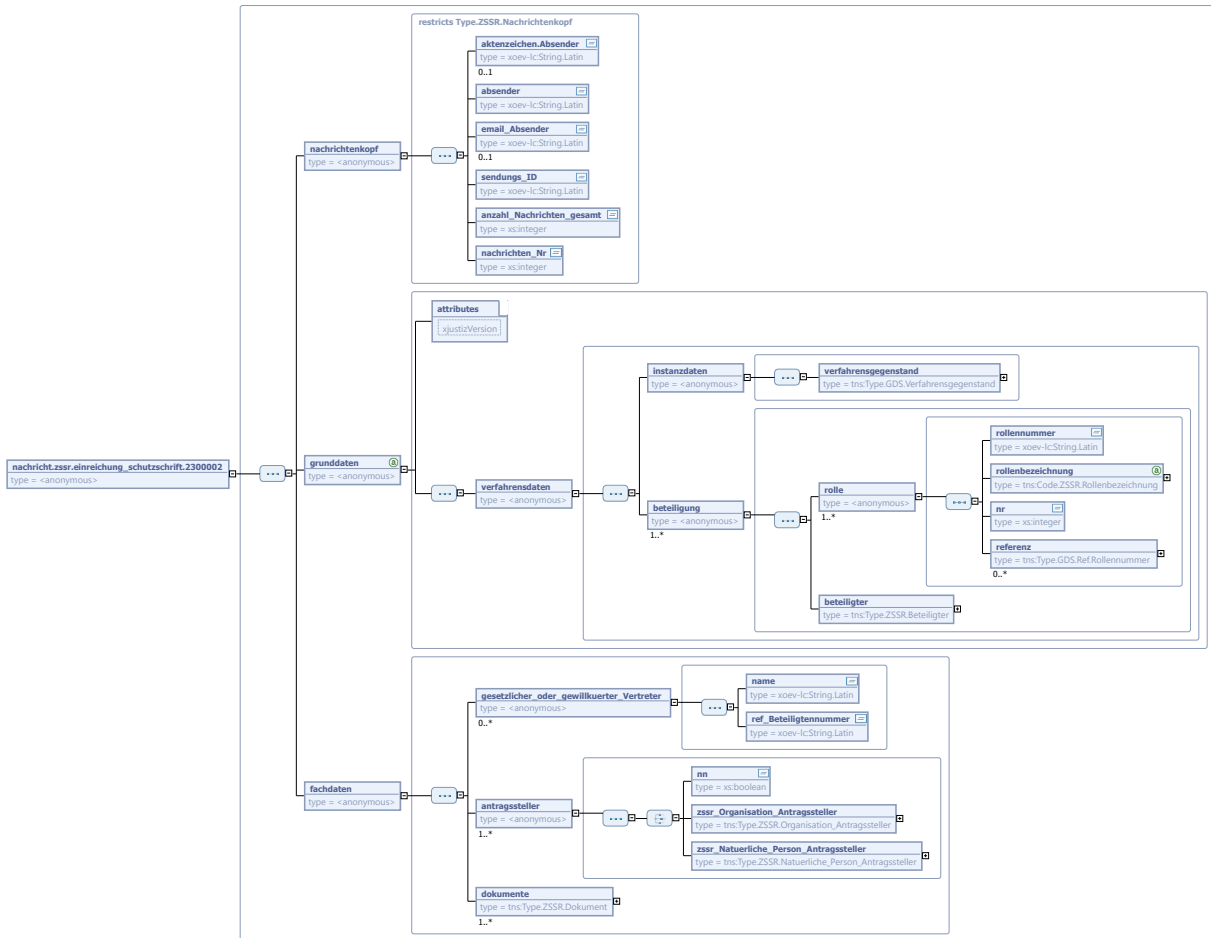 restricts Type.ZSSR.Nachrichtenkopf
aktenzeichen.Absender
type = xoev-lc:String.Latin
0..1
absender
type = xoev-lc:String.Latin
email_Absender
type = xoev-lc:String.Latin
0..1
nachrichtenkopf
type = <anonymous>
sendungs_ID
type = xoev-lc:String.Latin
anzahl_Nachrichten_gesamt
type = xs:integer
nachrichten_Nr
type = xs:integer
attributes
xjustizVersion
instanzdaten
type = <anonymous>
verfahrensgegenstand
type = tns:Type.GDS.Verfahrensgegenstand
nachricht.zssr.einreichung_schutzschrift.2300002
type = <anonymous>
grunddaten
a
type = <anonymous>
verfahrensdaten
type = <anonymous>
beteiligung
type = <anonymous>
1..*
rolle
type = <anonymous>
1..*
rollennummer
type = xoev-lc:String.Latin
rollenbezeichnung
a
type = tns:Code.ZSSR.Rollenbezeichnung
nr
type = xs:integer
referenz
type = tns:Type.GDS.Ref.Rollennummer
0..*
beteiligter
type = tns:Type.ZSSR.Beteiligter
gesetzlicher_oder_gewillkuerter_Vertreter
type = <anonymous>
0..*
name
type = xoev-lc:String.Latin
ref_Beteiligtennummer
type = xoev-lc:String.Latin
fachdaten
type = <anonymous>
antragssteller
type = <anonymous>
1..*
nn
type = xs:boolean
zssr_Organisation_Antragssteller
type = tns:Type.ZSSR.Organisation_Antragssteller
zssr_Natuerliche_Person_Antragssteller
type = tns:Type.ZSSR.Natuerliche_Person_Antragssteller
dokumente
type = tns:Type.ZSSR.Dokument
1..*